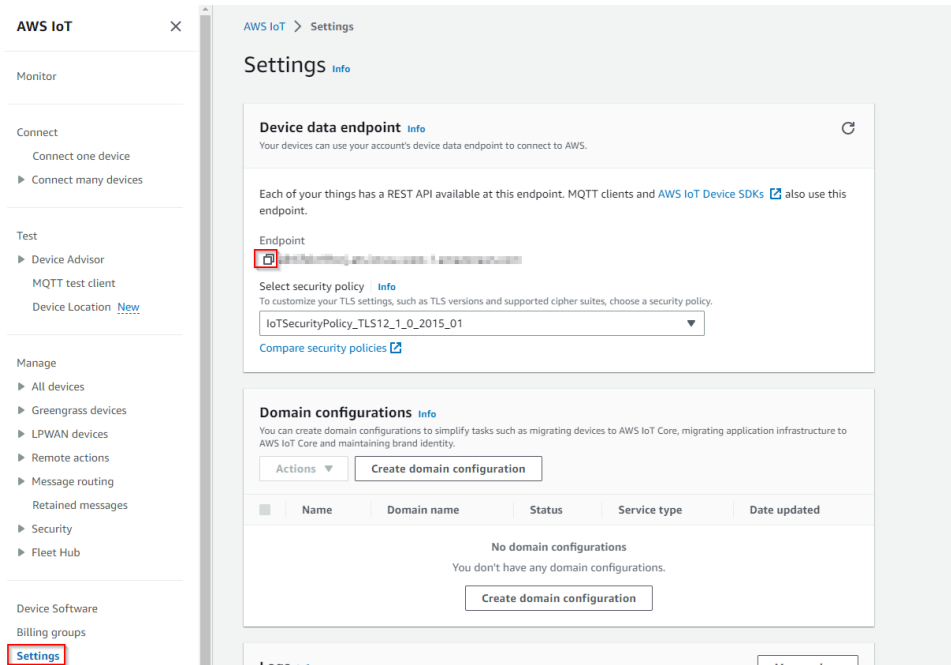 AWS IoT
Monitor
Connect
Connect one device
Connect many devices
Test
Device Advisor
MQTT test client
Device Location New
Manage
All devices
Greengrass devices
LPWAN devices
Remote actions
Message routing
Retained messages
Security
Fleet Hub
Device Software
Billing groups
Settings
AWS IoT > Settings
Settings Info
Device data endpoint Info
Your devices can use your account's device data endpoint to connect to AWS.
Each of your things has a REST API available at this endpoint. MQTT clients and AWS IoT Device SDKs also use this
endpoint.
Endpoint
Select security policy Info
To customize your TLS settings, such as TLS versions and supported cipher suites, choose a security policy.
IoTSecurityPolicy_TLS12_1_0_2015_01
Compare security policies
Domain configurations Info
You can create domain configurations to simplify tasks such as migrating devices to AWS IoT Core, migrating application infrastructure to
AWS IoT Core and maintaining brand identity.
Actions Create domain configuration
Name Domain name Status Service type Date updated
No domain configurations
You don't have any domain configurations.
Create domain configuration